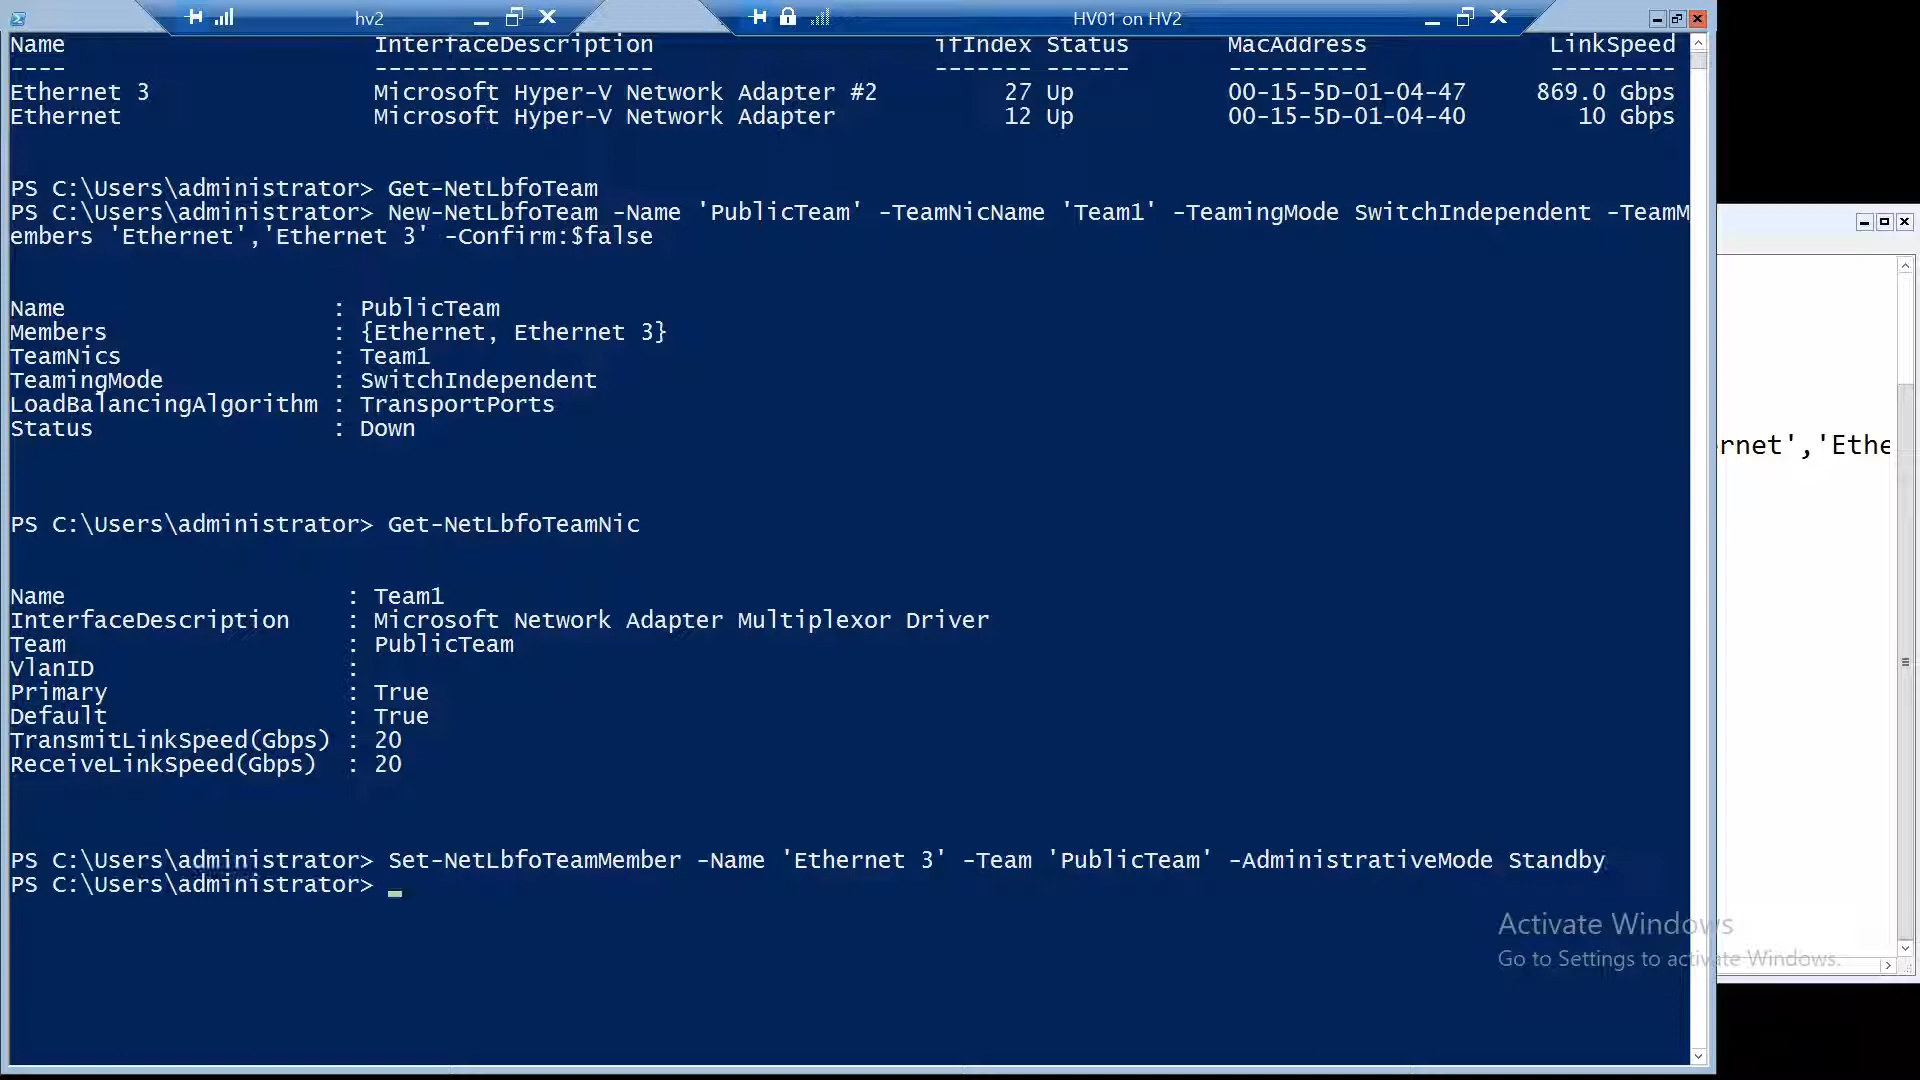 hv2
HV01 on HV2
Name InterfaceDescription ifIndex Status MacAddress LinkSpeed
---- -------------------- ------- ------ ---------- ---------
Ethernet 3 Microsoft Hyper-V Network Adapter #2 27 Up 00-15-5D-01-04-47 869.0 Gbps
Ethernet Microsoft Hyper-V Network Adapter 12 Up 00-15-5D-01-04-40 10 Gbps
PS C:\Users\administrator> Get-NetLbfoTeam
PS C:\Users\administrator> New-NetLbfoTeam -Name 'PublicTeam' -TeamNicName 'Team1' -TeamingMode SwitchIndependent -TeamM
embers 'Ethernet','Ethernet 3' -Confirm:$false
Name : PublicTeam
Members : {Ethernet, Ethernet 3}
TeamNics : Team1
TeamingMode : SwitchIndependent
LoadBalancingAlgorithm : TransportPorts
Status : Down
PS C:\Users\administrator> Get-NetLbfoTeamNic
Name : Team1
InterfaceDescription : Microsoft Network Adapter Multiplexor Driver
Team : PublicTeam
VlanID :
Primary : True
Default : True
TransmitLinkSpeed(Gbps) : 20
ReceiveLinkSpeed(Gbps) : 20
PS C:\Users\administrator> Set-NetLbfoTeamMember -Name 'Ethernet 3' -Team 'PublicTeam' -AdministrativeMode Standby
PS C:\Users\administrator>
rnet','Ethe
Activate Windows
Go to Settings to activate Windows.